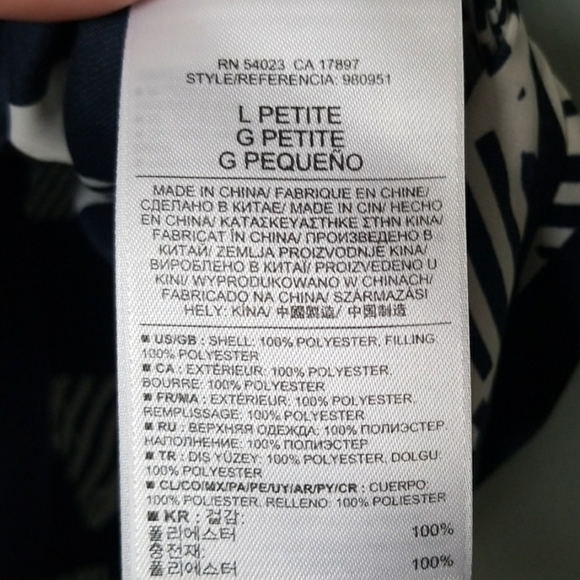 RN 54023 CA 17897
STYLE/REFERENCIA: 980951
L PETITE
G PETITE
G PEQUEÑO
MADE IN CHINA/ FABRIQUE EN CHINE/
СДЕЛАНО В КИТАЕ/ MADE IN CIN/ HECHO
EN CHINA/ ΚΑΤΑΣΚΕΥΑΣΤΗΚΕ ΣΤΗΝ ΚΙΝΑ/
FABRICAT ÎN CHINA/ ПРОИЗВЕДЕНО В
КИТАЙ/ ZEMLJA PROIZVODNJE KINA/
ВИРОБЛЕНО В КИТАЇ/ PROIZVEDENO U
KINI/ WYPRODUKOWANO W CHINACH/
FABRICADO NA CHINA/ SZÁRMAZÁSI
HELY: KÍNA/ 中國製造/ 中国制造
■ US/GB : SHELL: 100% POLYESTER, FILLING:
100% POLYESTER
■ CA : EXTÉRIEUR: 100% POLYESTER,
BOURRE: 100% POLYESTER
■ FR/MA : EXTÉRIEUR: 100% POLYESTER,
REMPLISSAGE: 100% POLYESTER
■ RU : ВЕРХНЯЯ ОДЕЖДА: 100% ПОЛИЭСТЕР,
НАПОЛНЕНИЕ: 100% ПОЛИЭСТЕР
■ TR : DIS YÜZEY: 100% POLYESTER, DOLGU:
100% POLYESTER
■ CL/CO/MX/PA/PE/UY/AR/PY/CR : CUERPO:
100% POLIESTER, RELLENO: 100% POLIESTER
■ KR : 겉감:
폴리에스터 100%
충전재:
폴리에스터 100%